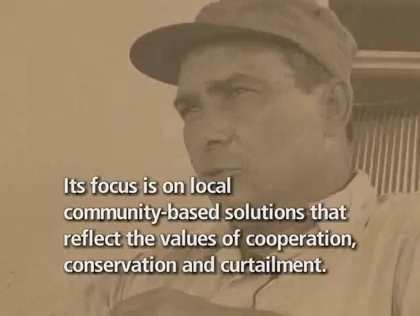 Its focus is on local
community-based solutions that
reflect the values of cooperation,
conservation and curtailment.